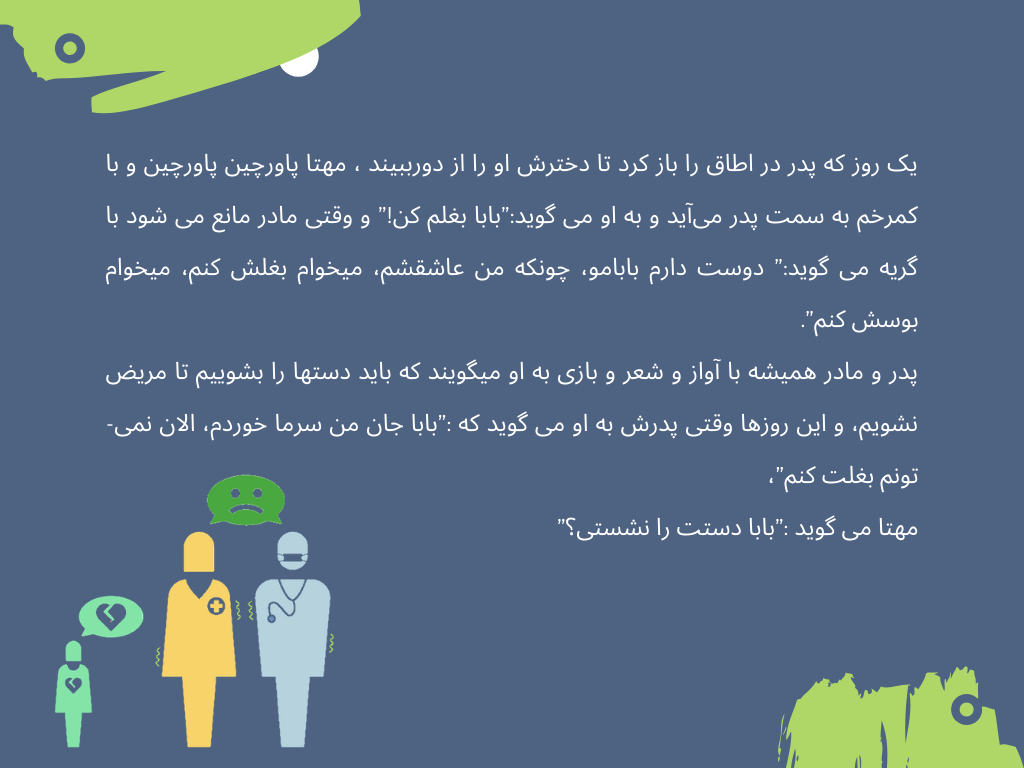 یک روز که پدر در اطاق را باز کرد تا دخترش او را از دورببیند ، مهتا پاورچین پاورچین و با
کمرخم به سمت پدر می‌آید و به او می گوید:”بابا بغلم کن!” و وقتی مادر مانع می شود با
گریه می گوید:” دوست دارم بابامو، چونکه من عاشقشم، میخوام بغلش کنم، میخوام
بوسش کنم”.
پدر و مادر همیشه با آواز و شعر و بازی به او میگویند که باید دستها را بشوییم تا مریض
نشویم، و این روزها وقتی پدرش به او می گوید که :”بابا جان من سرما خوردم، الان نمی-
تونم بغلت کنم”،
مهتا می گوید :”بابا دستت را نشستی؟”